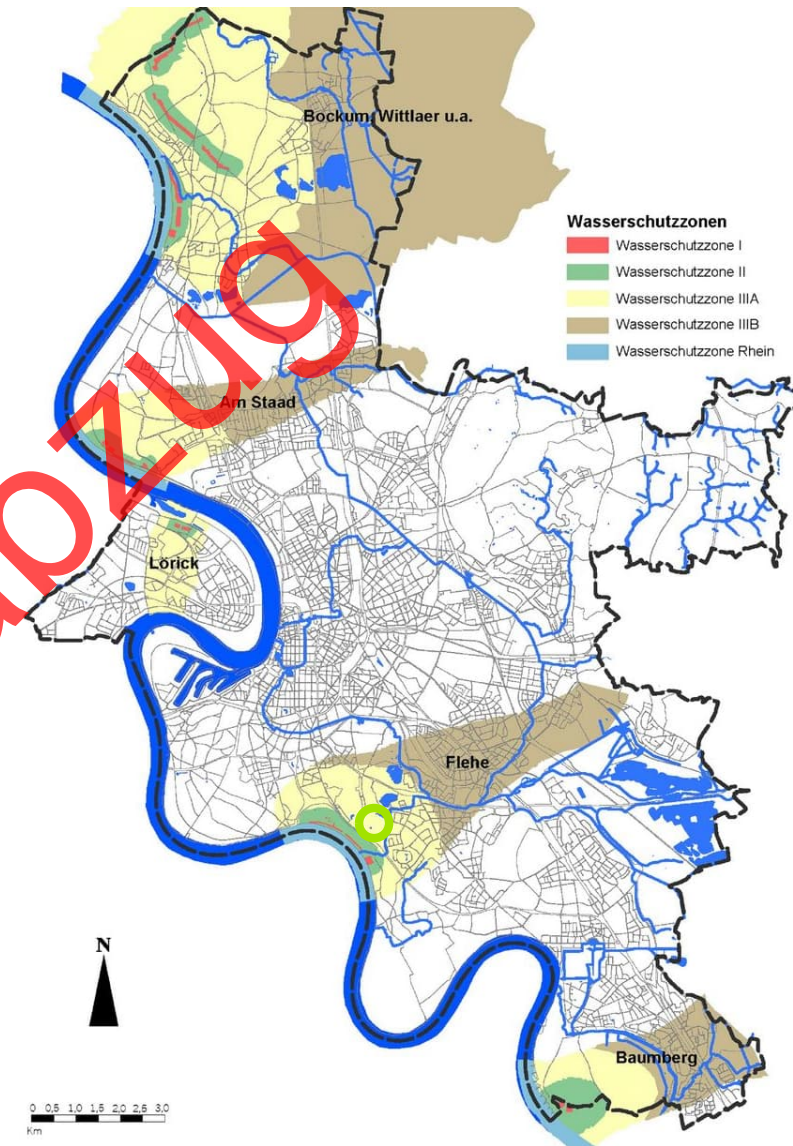 Bockum, Wittlaer u.a.
Wasserschutzzonen
Wasserschutzzone I
Wasserschutzzone II
Wasserschutzzone IIIA
Wasserschutzzone IIIB
Wasserschutzzone Rhein
Am Staad
abzug
Lörick
Flehe
N
Baumberg
0 0,5 1,0 1,5 2,0 2,5 3,0
Km